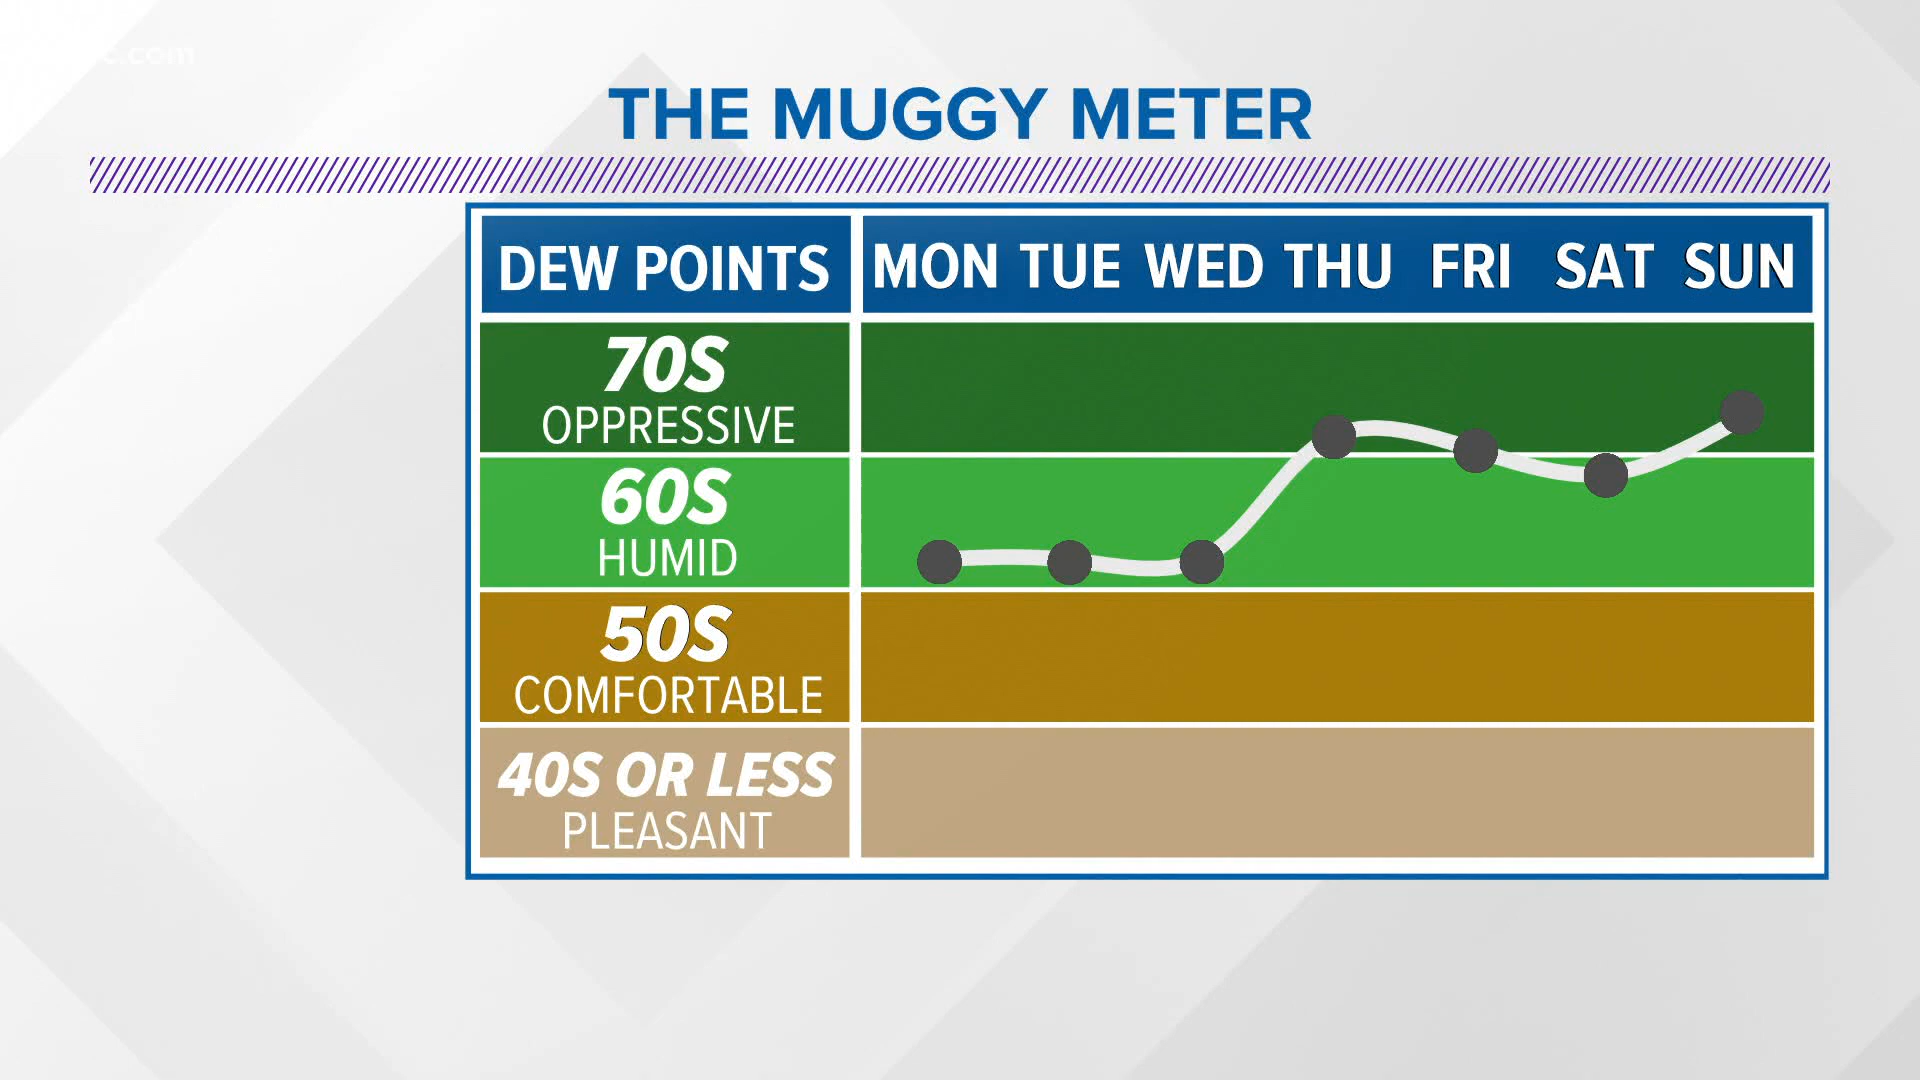 THE MUGGY METER
DEW POINTS MON TUE WED THU FRI SAT SUN
70S
OPPRESSIVE
60S
HUMID
50S
COMFORTABLE
40S OR LESS
PLEASANT